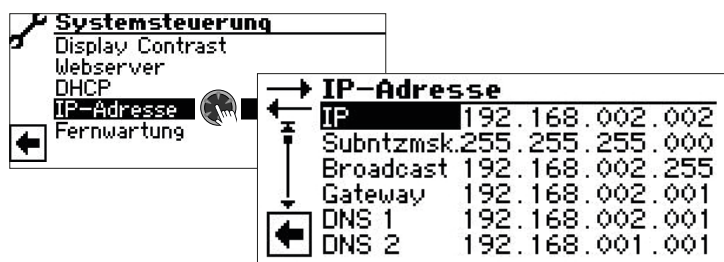 Systemsteuerung
Display Contrast
Webserver
DHCP
IP-Adresse
Fernwartung
IP-Adresse
IP 192.168.002.002
Subntzmsk.255.255.255.000
Broadcast 192.168.002.255
Gateway 192.168.002.001
DNS 1 192.168.002.001
DNS 2 192.168.001.001